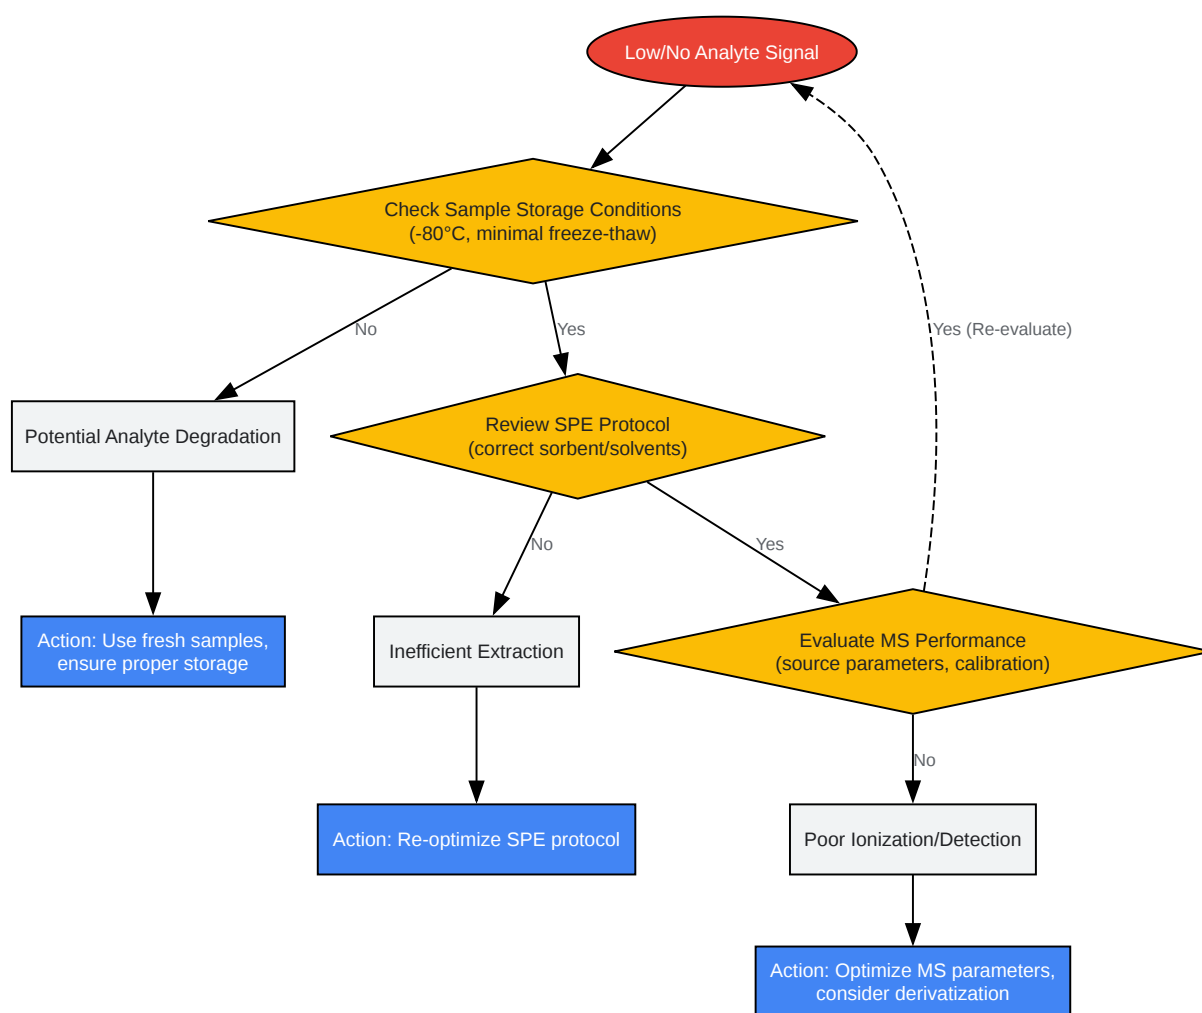 Low/No Analyte Signal
Check Sample Storage Conditions
(-80°C, minimal freeze-thaw)
No
Yes
Yes (Re-evaluate)
Potential Analyte Degradation
Review SPE Protocol
(correct sorbent/solvents)
No
Yes
Action: Use fresh samples,
ensure proper storage
Inefficient Extraction
Evaluate MS Performance
(source parameters, calibration)
No
Action: Re-optimize SPE protocol
Poor Ionization/Detection
Action: Optimize MS parameters,
consider derivatization